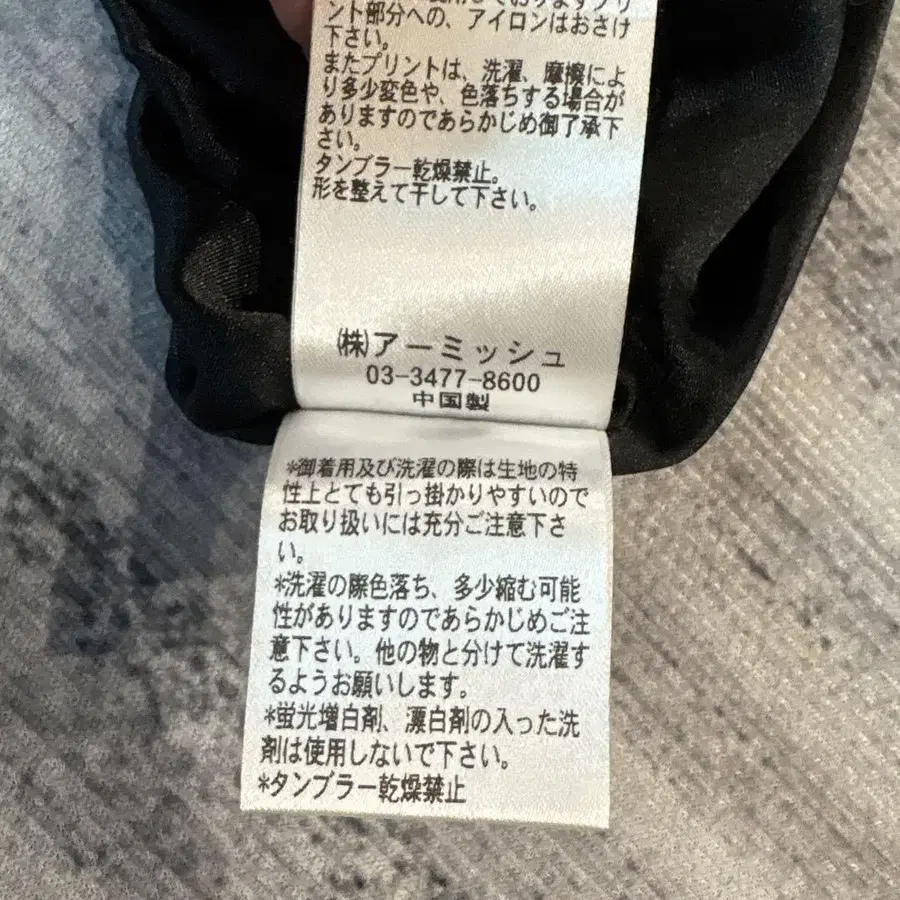 ント部分への、アイロンはおさけ
下さい。
またプリントは、洗濯、摩擦によ
り多少変色や、色落ちする場合が
ありますのであらかじめ御了承下
さい。
タンブラー乾燥禁止。
形を整えて干して下さい。
㈱アーミッシュ
03-3477-8600
中国製
*御着用及び洗濯の際は生地の特
性上とても引っ掛かりやすいので
お取り扱いには充分ご注意下さ
い。
*洗濯の際色落ち、多少縮む可能
性がありますのであらかじめご注
意下さい。他の物と分けて洗濯す
るようお願いします。
*蛍光増白剤、漂白剤の入った洗
剤は使用しないで下さい。
*タンブラー乾燥禁止